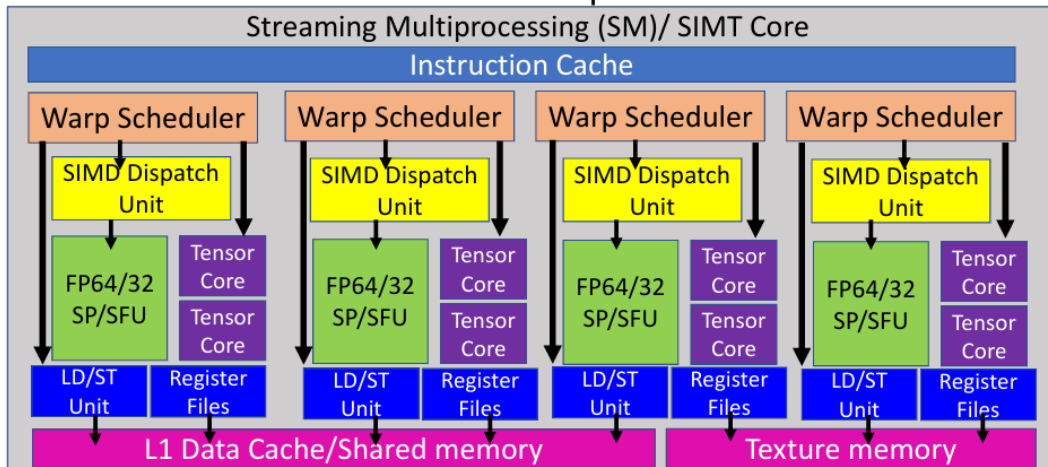 Streaming Multiprocessing (SM)/ SIMT Core
Instruction Cache
Warp Scheduler
SIMD Dispatch
Unit
FP64/32
SP/SFU
Tensor
Core
Tensor
Core
LD/ST
Unit
Register
Files
Warp Scheduler
SIMD Dispatch
Unit
FP64/32
SP/SFU
Tensor
Core
Tensor
Core
LD/ST
Unit
Register
Files
Warp Scheduler
SIMD Dispatch
Unit
FP64/32
SP/SFU
Tensor
Core
Tensor
Core
LD/ST
Unit
Register
Files
Warp Scheduler
SIMD Dispatch
Unit
FP64/32
SP/SFU
Tensor
Core
Tensor
Core
LD/ST
Unit
Register
Files
L1 Data Cache/Shared memory
Texture memory